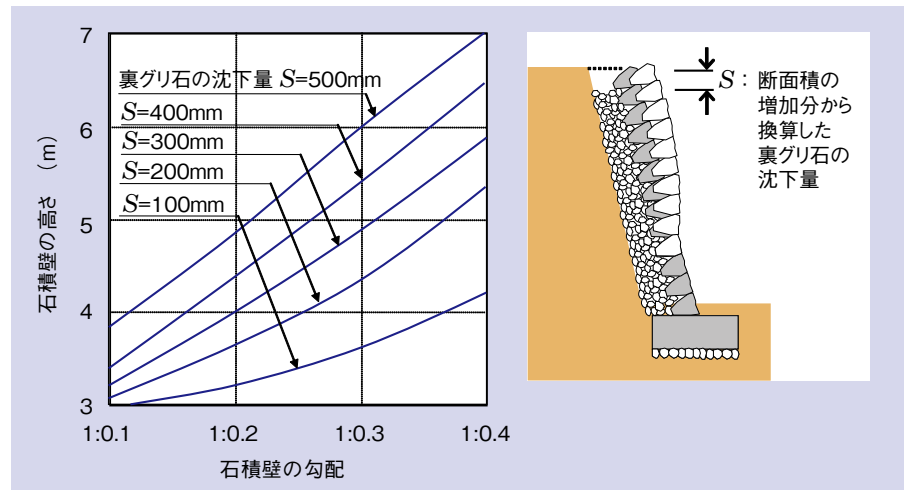 7
6
5
4
3
石積壁の高さ （m）
裏グリ石の沈下量 S=500mm
S=400mm
S=300mm
S=200mm
S=100mm
1:0.1
1:0.2
1:0.3
1:0.4
石積壁の勾配
S： 断面積の
増加分から
換算した
裏グリ石の
沈下量